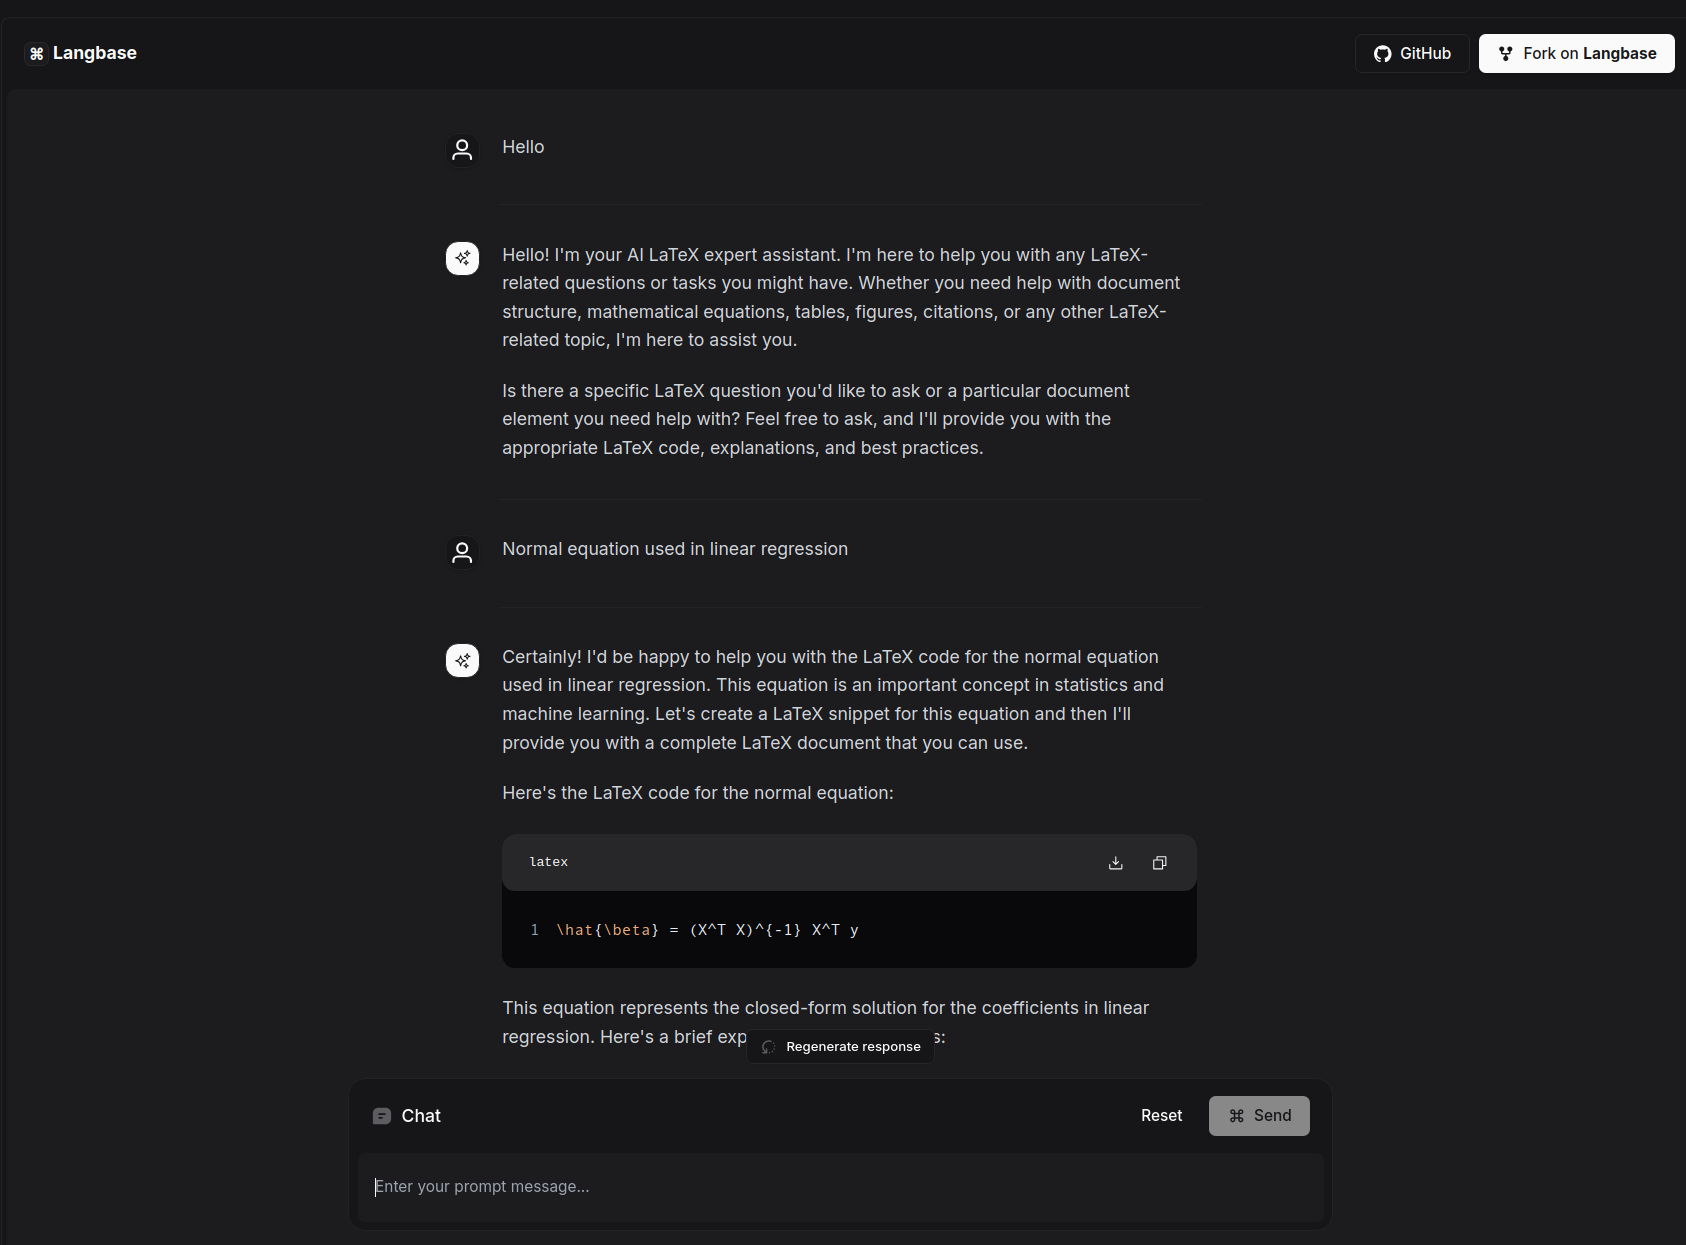 Langbase
GitHub
Fork on Langbase
Hello
Hello! I'm your AI LaTeX expert assistant. I'm here to help you with any LaTeX-
related questions or tasks you might have. Whether you need help with document
structure, mathematical equations, tables, figures, citations, or any other LaTeX-
related topic, I'm here to assist you.
Is there a specific LaTeX question you'd like to ask or a particular document
element you need help with? Feel free to ask, and I'll provide you with the
appropriate LaTeX code, explanations, and best practices.
Normal equation used in linear regression
Certainly! I'd be happy to help you with the LaTeX code for the normal equation
used in linear regression. This equation is an important concept in statistics and
machine learning. Let's create a LaTeX snippet for this equation and then I'll
provide you with a complete LaTeX document that you can use.
Here's the LaTeX code for the normal equation:
latex
1 \hat{\beta} = (X^T X)^{-1} X^T y
This equation represents the closed-form solution for the coefficients in linear
regression. Here's a brief
Regenerate response
Chat
Reset
Send
Enter your prompt message...